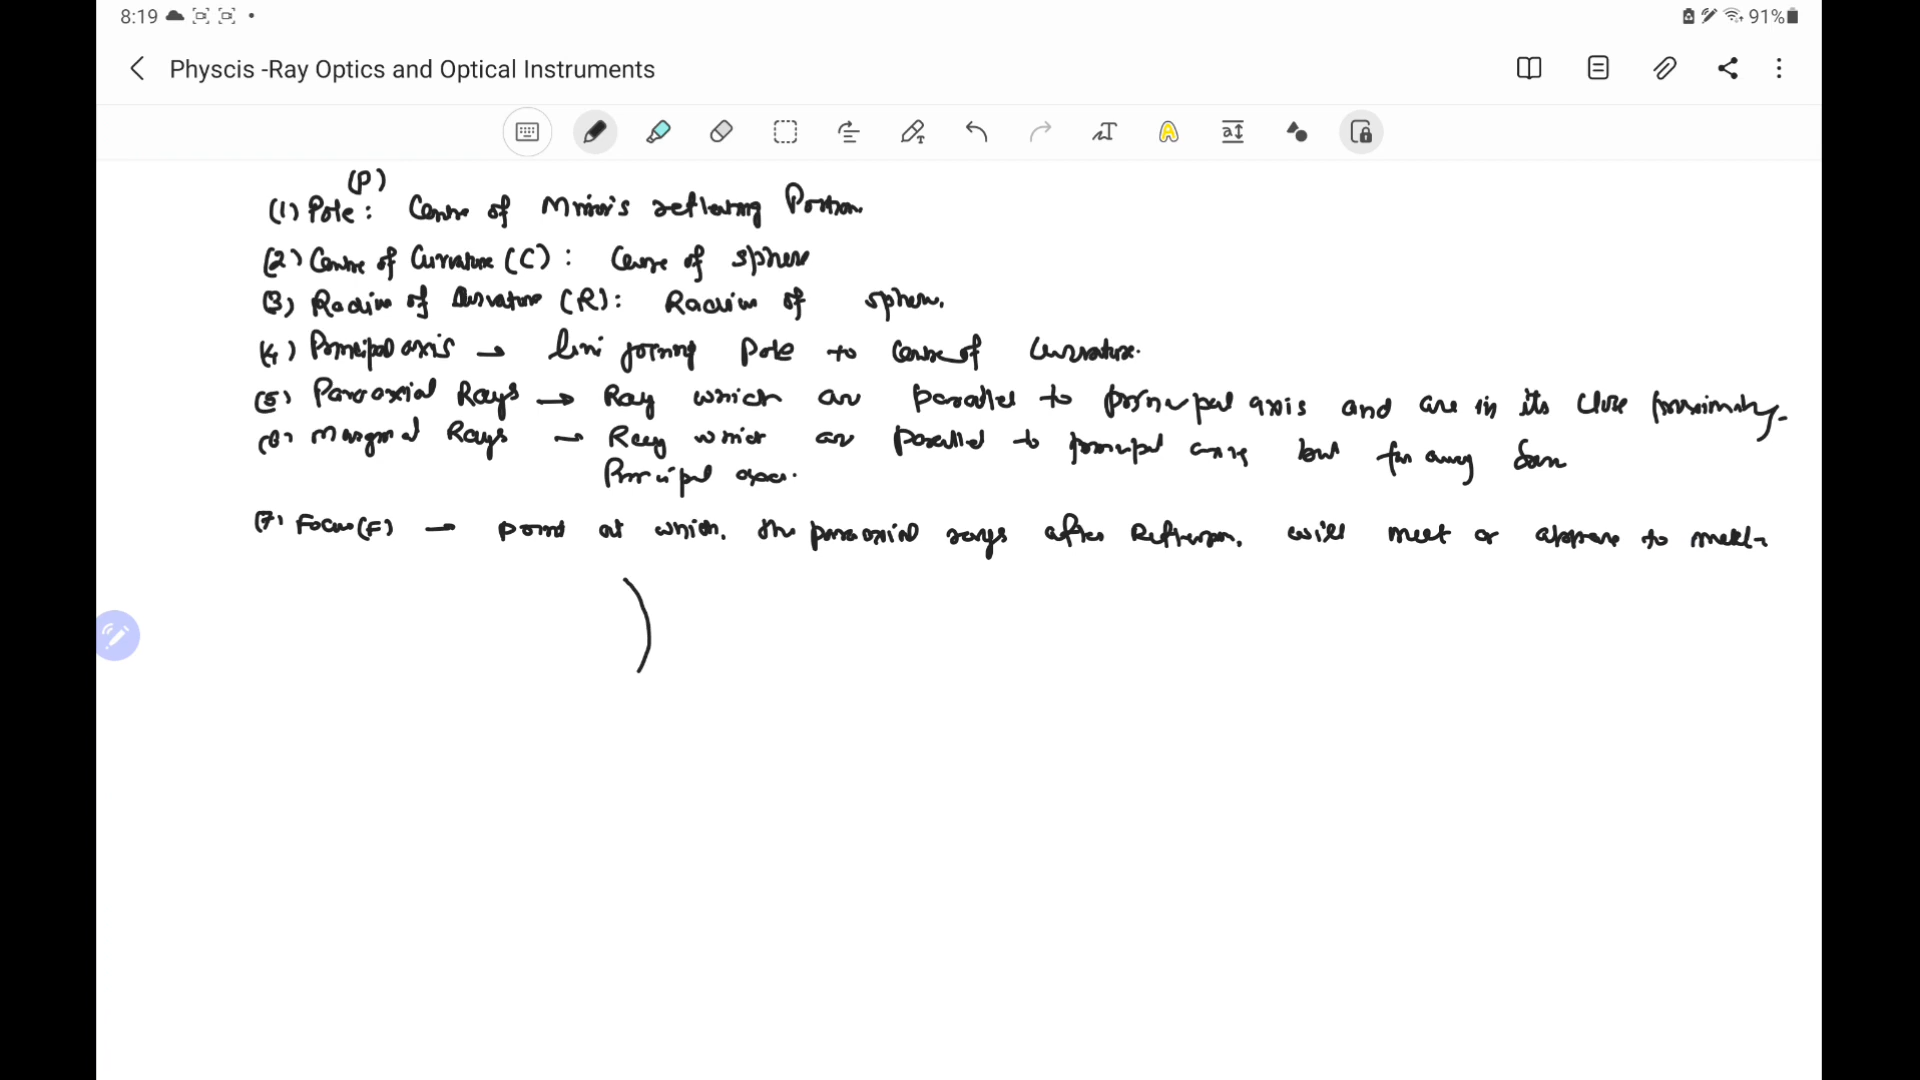 8:19
91%
Physcis -Ray Optics and Optical Instruments
(P)
(1) Pole : Centre of Mirror's reflecting Portion.
(2) Centre of Curvature (C) : Centre of sphere
(3) Radius of Curvature (R) : Radius of sphere.
(4) Principal axis → line joining Pole to Centre of Curvature.
(5) Paraxial Rays → Ray which are parallel to principal axis and are in its close proximity.
(6) Marginal Rays → Ray which are parallel to principal axis but far away from
Principal axis.
(7) Focus (F) → point at which the paraxial rays after Reflection. will meet or appear to meet.